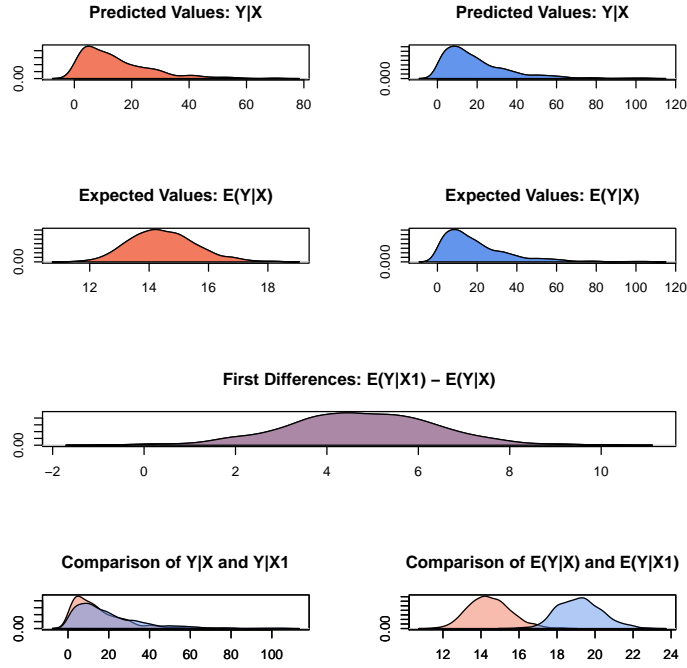 Predicted Values: Y|X
Predicted Values: Y|X
0.00
0 20 40 60 80
0.000
0 20 40 60 80 100 120
Expected Values: E(Y|X)
Expected Values: E(Y|X)
0.00
12 14 16 18
0.000
0 20 40 60 80 100 120
First Differences: E(Y|X1) − E(Y|X)
0.00
−2 0 2 4 6 8 10
Comparison of Y|X and Y|X1
Comparison of E(Y|X) and E(Y|X1)
0.00
0 20 40 60 80 100
0.00
12 14 16 18 20 22 24